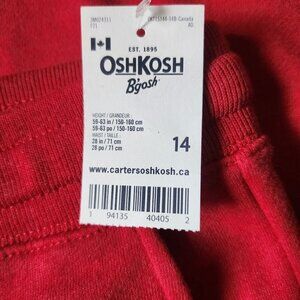 EST. 1895
OSHKOSH
B'gosh
HEIGHT / GRANDEUR:
59-63 in / 150-160 cm
59-63 po / 150-160 cm
WAIST / TAILLE:
28 in / 71 cm
28 po / 71 cm
14
www.cartersoshkosh.ca
1 94135 40405 2